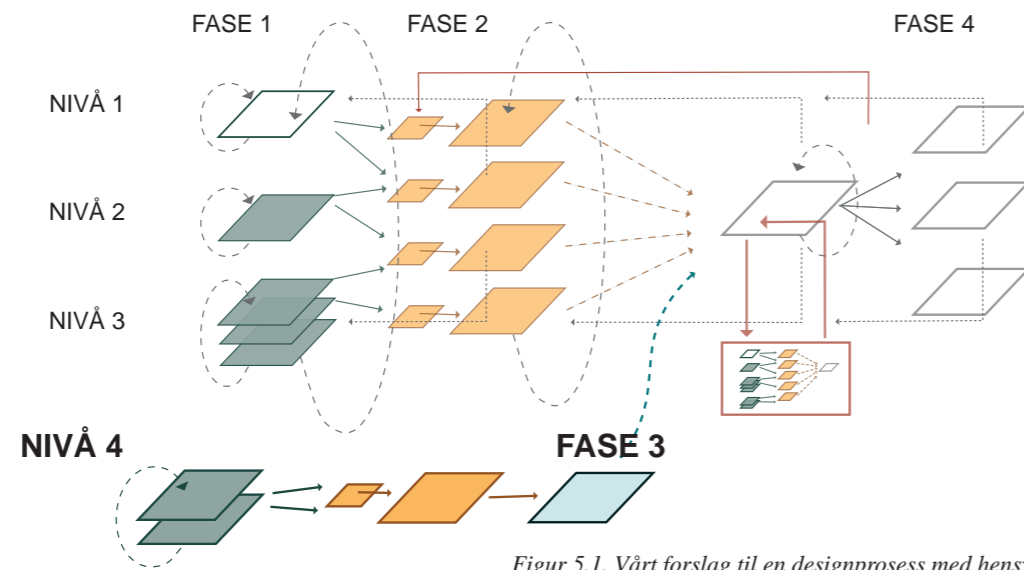 FASE 1
FASE 2
FASE 4
NIVÅ 1
NIVÅ 2
NIVÅ 3
NIVÅ 4
FASE 3
Figur 5.1. Vårt forslag til en designprosess med